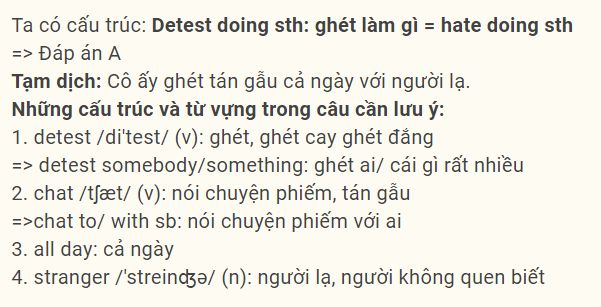 Ta có cấu trúc: Detest doing sth: ghét làm gì = hate doing sth
=> Đáp án A
Tạm dịch: Cô ấy ghét tán gẫu cả ngày với người lạ.
Những cấu trúc và từ vựng trong câu cần lưu ý:
1. detest /di'test/ (v): ghét, ghét cay ghét đắng
=> detest somebody/something: ghét ai/ cái gì rất nhiều
2. chat /tʃæt/ (v): nói chuyện phiếm, tán gẫu
=>chat to/ with sb: nói chuyện phiếm với ai
3. all day: cả ngày
4. stranger /'streinʤə/ (n): người lạ, người không quen biết